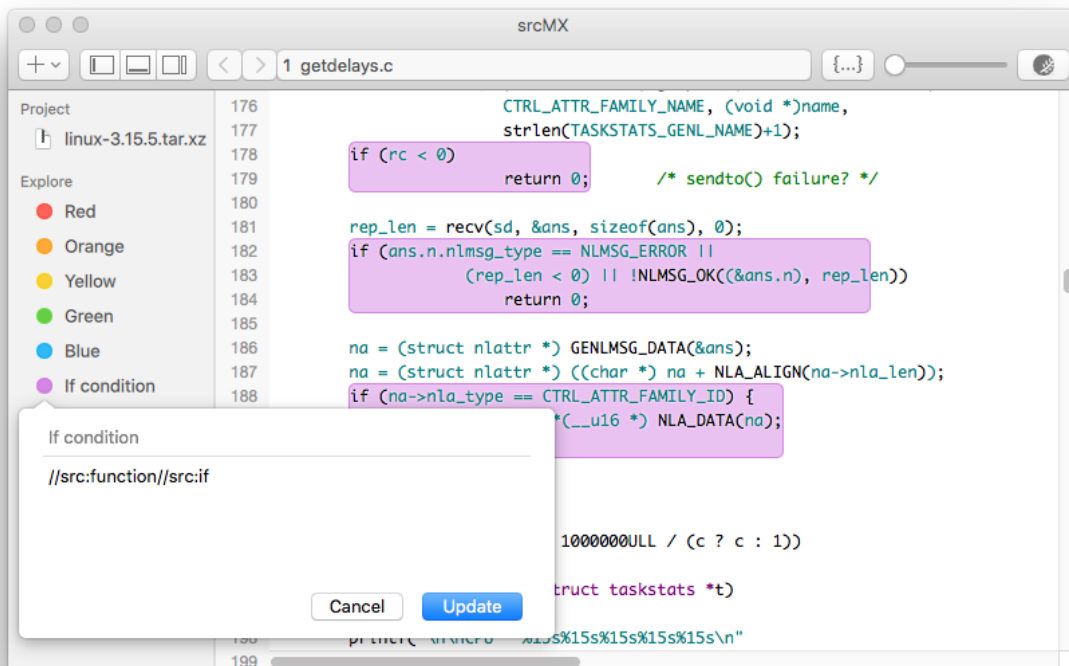 srcMX
1 getdelays.c
{...}
Project
linux-3.15.5.tar.xz
Explore
Red
Orange
Yellow
Green
Blue
If condition
176 CTRL_ATTR_FAMILY_NAME, (void *)name,
177 strlen(TASKSTATS_GENL_NAME)+1);
178 if (rc < 0)
179 return 0; /* sendto() failure? */
180
181 rep_len = recv(sd, &ans, sizeof(ans), 0);
182 if (ans.n.nlmsg_type == NLMSG_ERROR ||
183 (rep_len < 0) || !NLMSG_OK((&ans.n), rep_len))
184 return 0;
185
186 na = (struct nlattr *) GENLMSG_DATA(&ans);
187 na = (struct nlattr *) ((char *) na + NLA_ALIGN(na->nla_len));
188 if (na->nla_type == CTRL_ATTR_FAMILY_ID) {
*(__u16 *) NLA_DATA(na);
If condition
//src:function//src:if
1000000ULL / (c ? c : 1))
truct taskstats *t)
Cancel
Update
%15s%15s%15s%15s%15s\n"
199